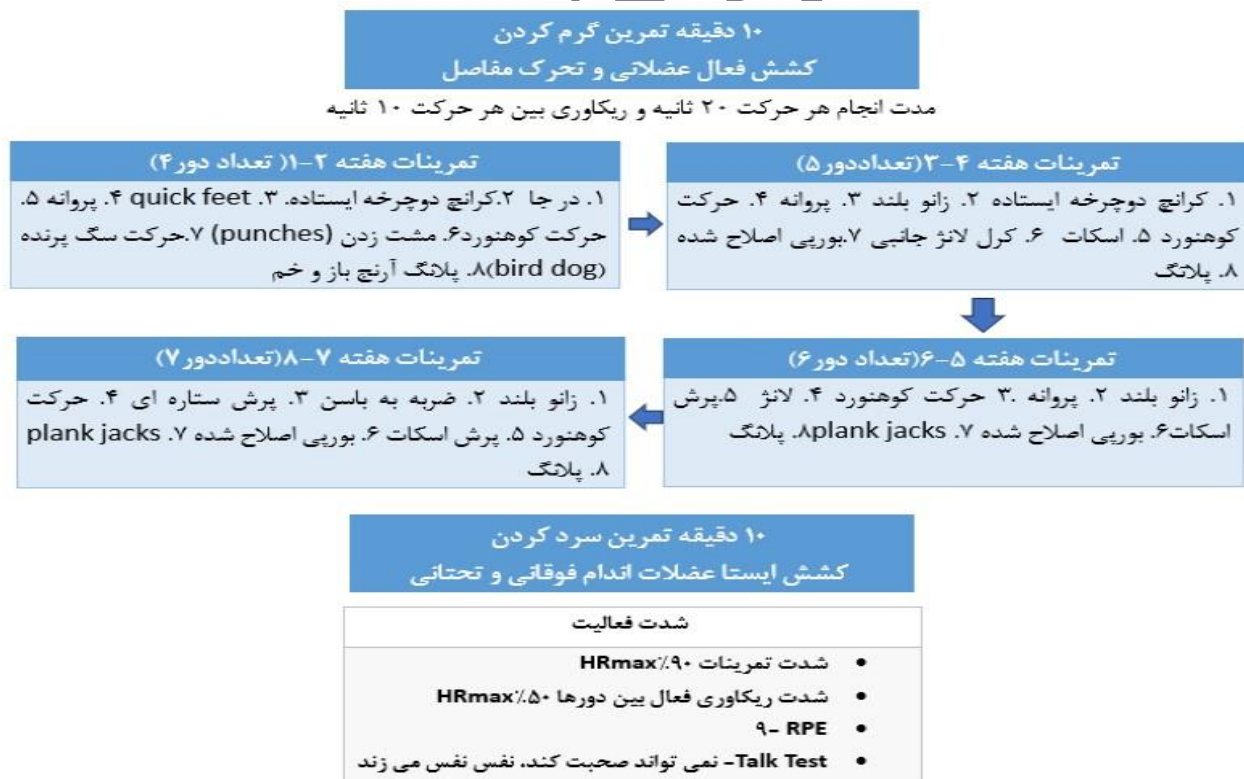 ۱۰ دقیقه تمرین گرم کردن
کشش فعال عضلانی و تحرک مفاصل
مدت انجام هر حرکت ۲۰ ثانیه و ریکاوری بین هر حرکت ۱۰ ثانیه
تمرینات هفته ۲-۱( تعداد دور۴)
۱. در جا ۲.کرانچ دوچرخه ایستاده. ۳. quick feet ۴. پروانه ۵.
حرکت کوهنورد۶. مشت زدن (punches) ۷.حرکت سگ پرنده
(bird dog)۸. پلانگ آرنج باز و خم
تمرینات هفته ۴-۳(تعداددور۵)
۱. کرانچ دوچرخه ایستاده ۲. زانو بلند ۳. پروانه ۴. حرکت
کوهنورد ۵. اسکات ۶. کرل لانژ جانبی ۷.بورپی اصلاح شده
۸. پلانگ
تمرینات هفته ۵-۶(تعداد دور۶)
۱. زانو بلند ۲. پروانه .۳ حرکت کوهنورد ۴. لانژ ۵.پرش
اسکات۶. بورپی اصلاح شده ۷. plank jacks۸. پلانگ
تمرینات هفته ۷-۸(تعداددور۷)
۱. زانو بلند ۲. ضربه به باسن ۳. پرش ستاره ای ۴. حرکت
کوهنورد ۵. پرش اسکات ۶. بورپی اصلاح شده ۷. plank jacks
۸. پلانگ
۱۰ دقیقه تمرین سرد کردن
کشش ایستا عضلات اندام فوقانی و تحتانی
شدت فعالیت
• شدت تمرینات ۹۰٪HRmax
• شدت ریکاوری فعال بین دورها ۵۰٪HRmax
• RPE -۹
• Talk Test- نمی تواند صحبت کند، نفس نفس می زند